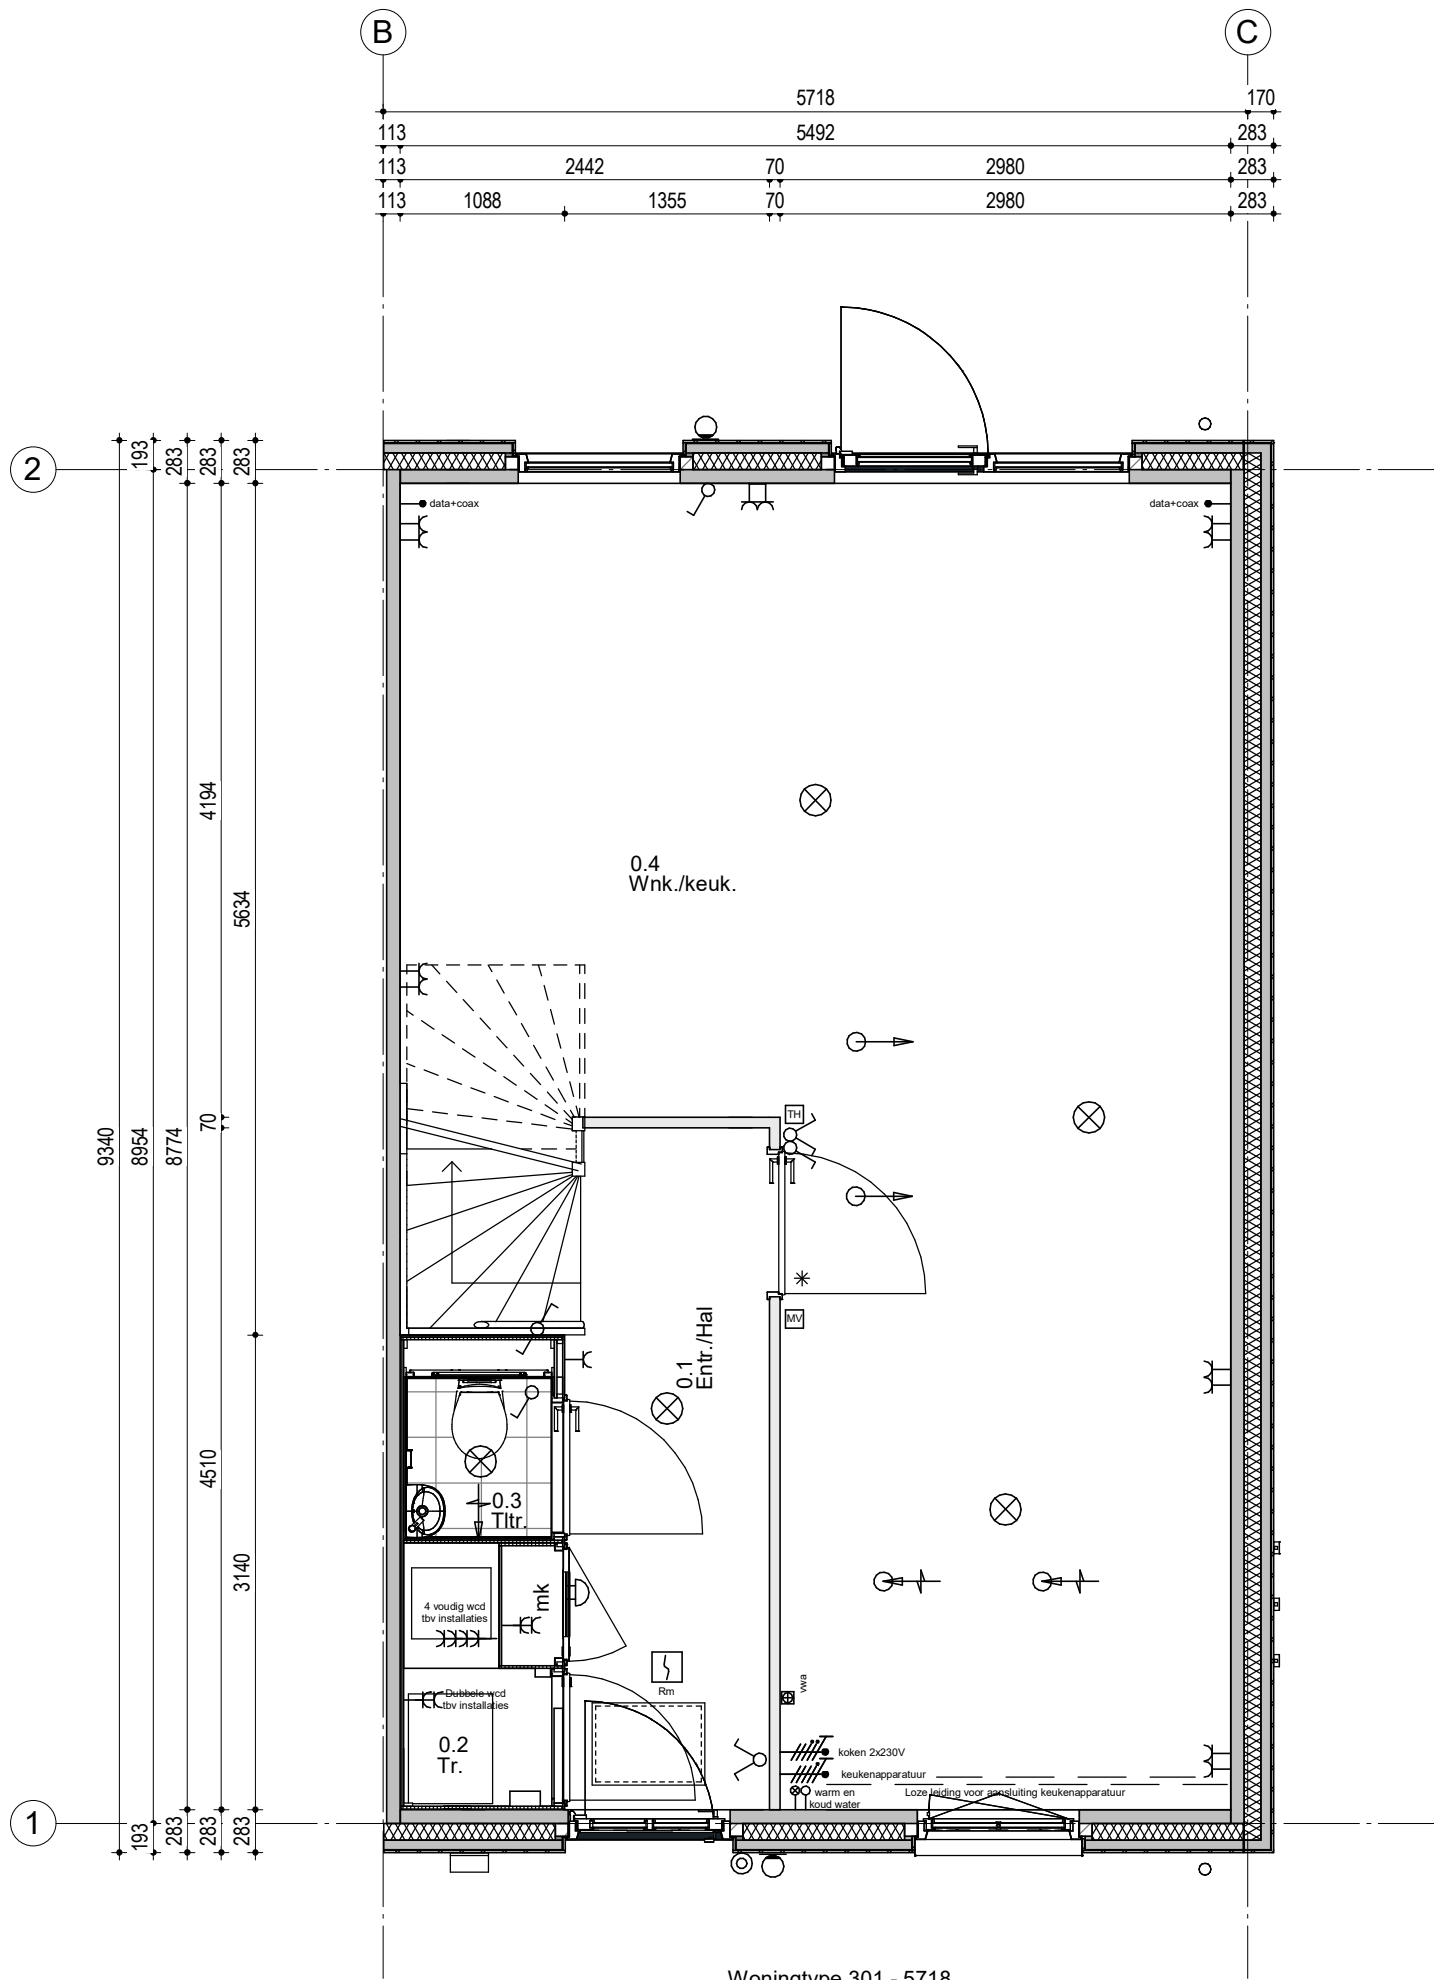 B
C
5718
170
113
5492
283
113
2442
70
2980
283
113
1088
1355
70
2980
283
2
193
283
283
283
data+coax
data+coax
4194
0.4
Wnk./keuk.
5634
70
TH
9340
8954
8774
MV
0.1
Entr./Hal
4510
0.3
Tltr.
3140
mk
4 voudig wcd
tbv installaties
Rm
vwa
Dubbele wcd
tbv installaties
0.2
Tr.
koken 2x230V
keukenapparatuur
warm en
koud water
Loze leiding voor aansluiting keukenapparatuur
1
193
283
283
283
Woningtype 301 - 5718